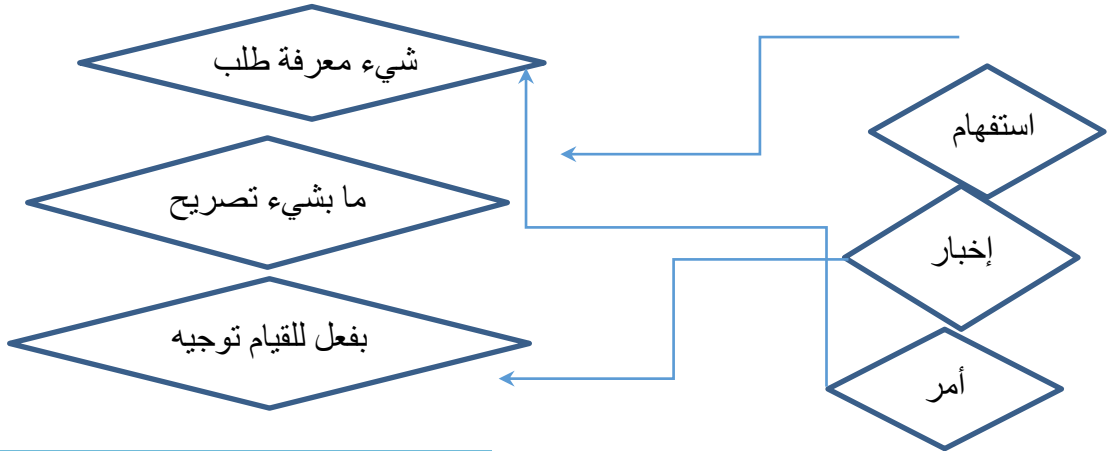 استفهام
إخبار
أمر
شيء معرفة طلب
ما بشيء تصريح
بفعل للقيام توجيه